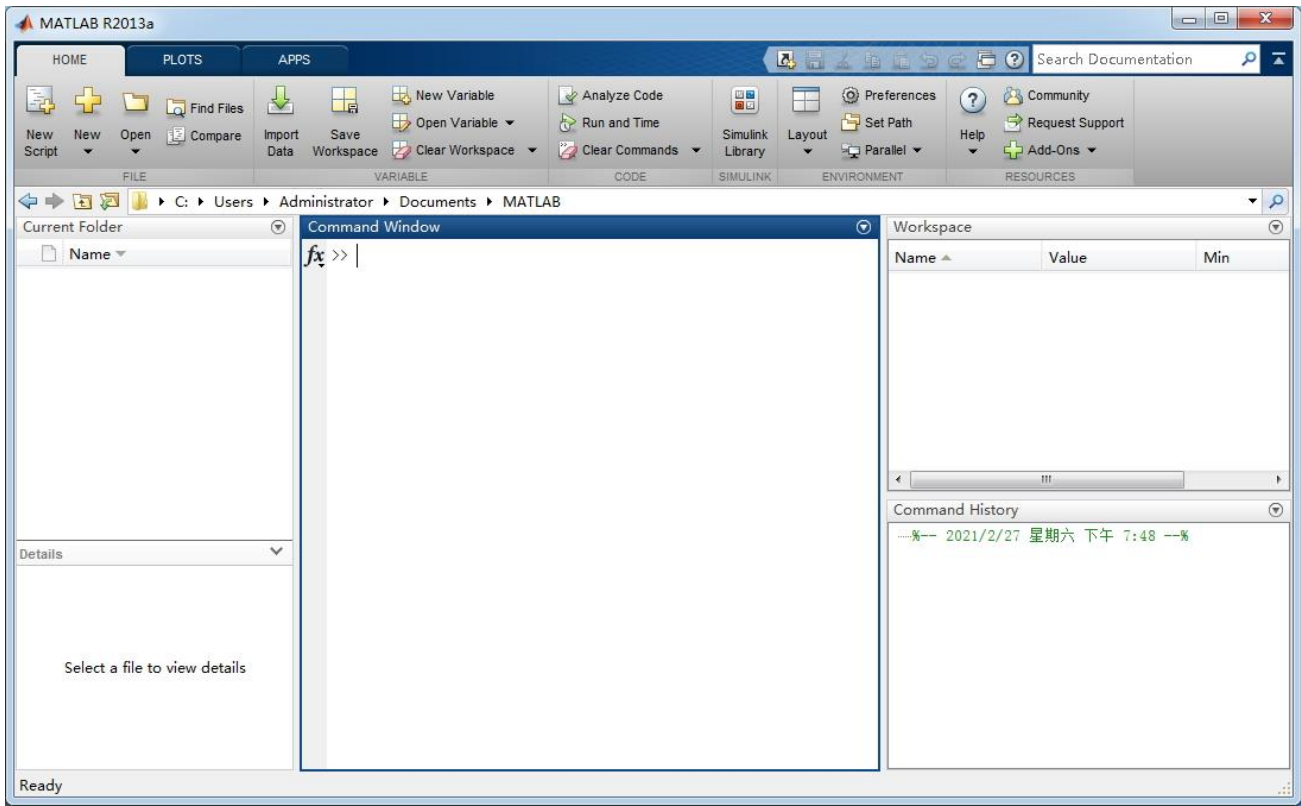 MATLAB R2013a
HOME PLOTS APPS Search Documentation
New Script New Open Find Files Compare Import Data Save Workspace New Variable Open Variable Clear Workspace Analyze Code Run and Time Clear Commands Simulink Library Layout Preferences Set Path Parallel Help Community Request Support Add-Ons
FILE VARIABLE CODE SIMULINK ENVIRONMENT RESOURCES
C: Users Administrator Documents MATLAB
Current Folder
Name
Details
Select a file to view details
Command Window
fx >>
Workspace
Name Value Min
Command History
%-- 2021/2/27 星期六 下午 7:48 --%
Ready